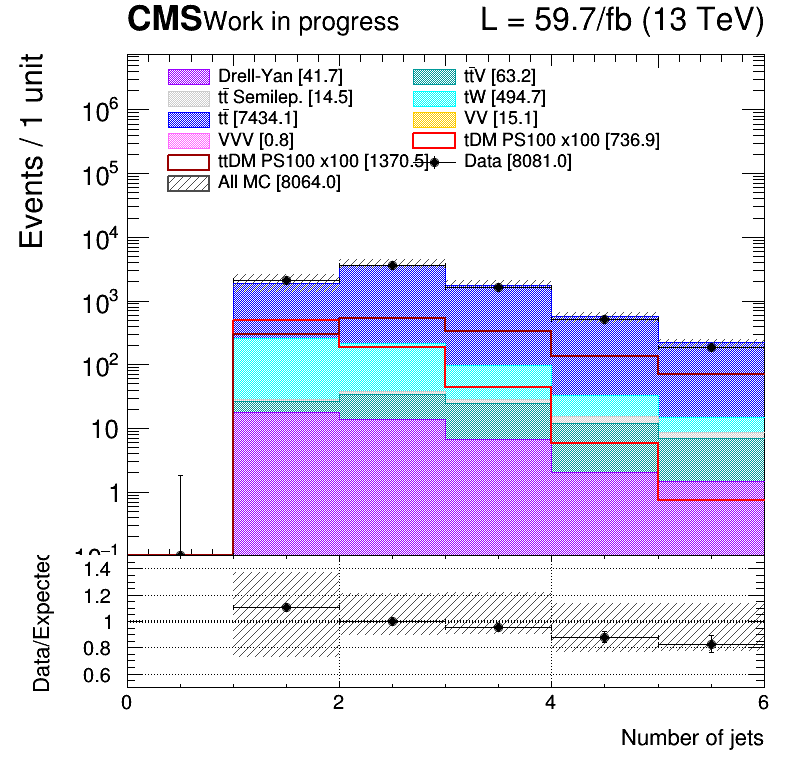 CMS Work in progress L = 59.7/fb (13 TeV)
Events / 1 unit
Drell-Yan [41.7] tt̄V [63.2]
tt̄ Semilep. [14.5] tW [494.7]
tt̄ [7434.1] VV [15.1]
VVV [0.8] tDM PS100 x100 [736.9]
ttDM PS100 x100 [1370.5] Data [8081.0]
All MC [8064.0]
10⁶
10⁵
10⁴
10³
10²
10
1
10⁻¹
Data/Expected
1.4
1.2
1
0.8
0.6
0 2 4 6
Number of jets